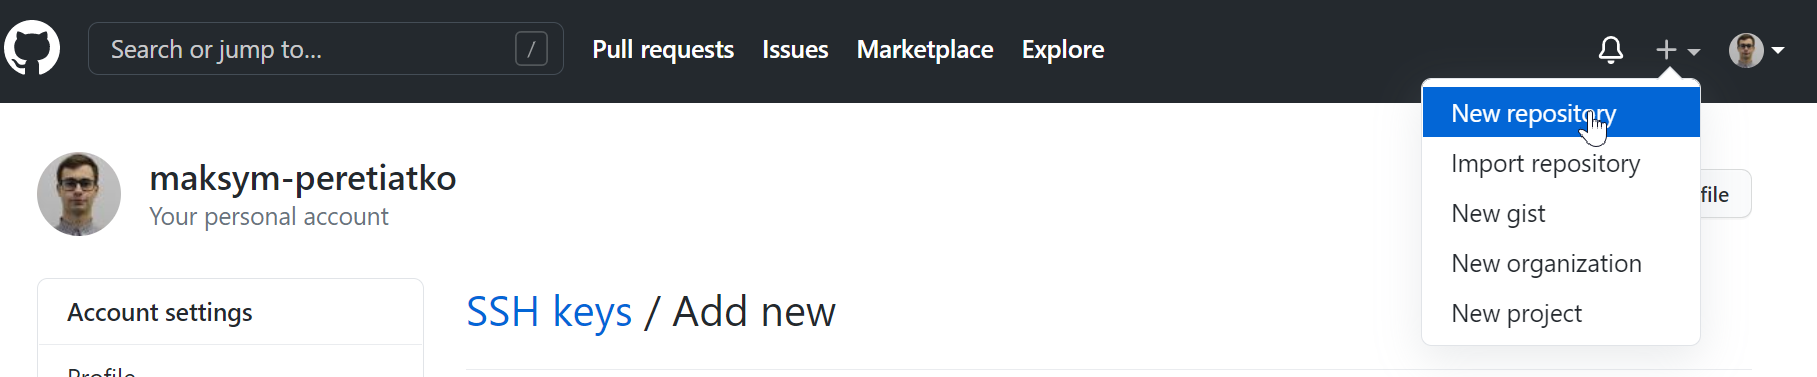 Search or jump to... /
Pull requests Issues Marketplace Explore
New repository
Import repository
New gist
New organization
New project
maksym-peretiatko
Your personal account
file
Account settings
Profile
SSH keys / Add new